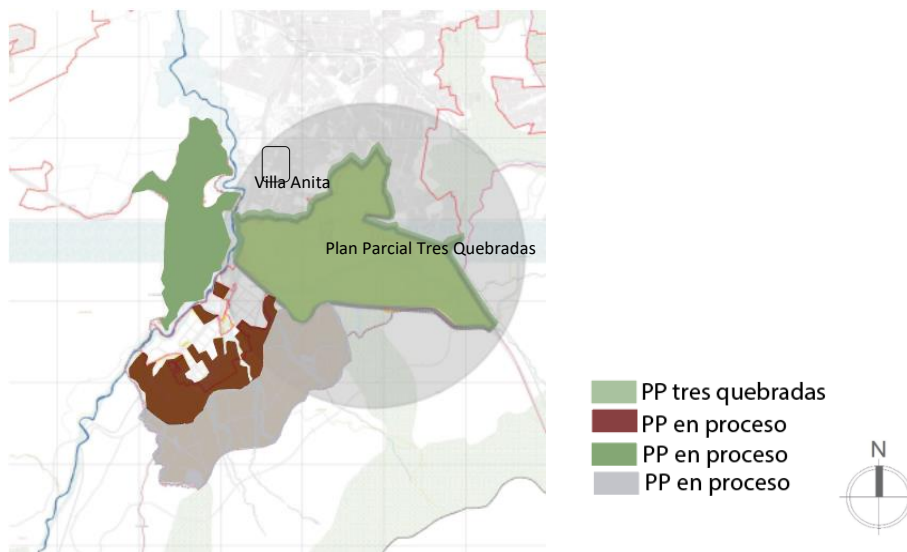 Villa Anita
Plan Parcial Tres Quebradas
PP tres quebradas
PP en proceso
PP en proceso
PP en proceso
N